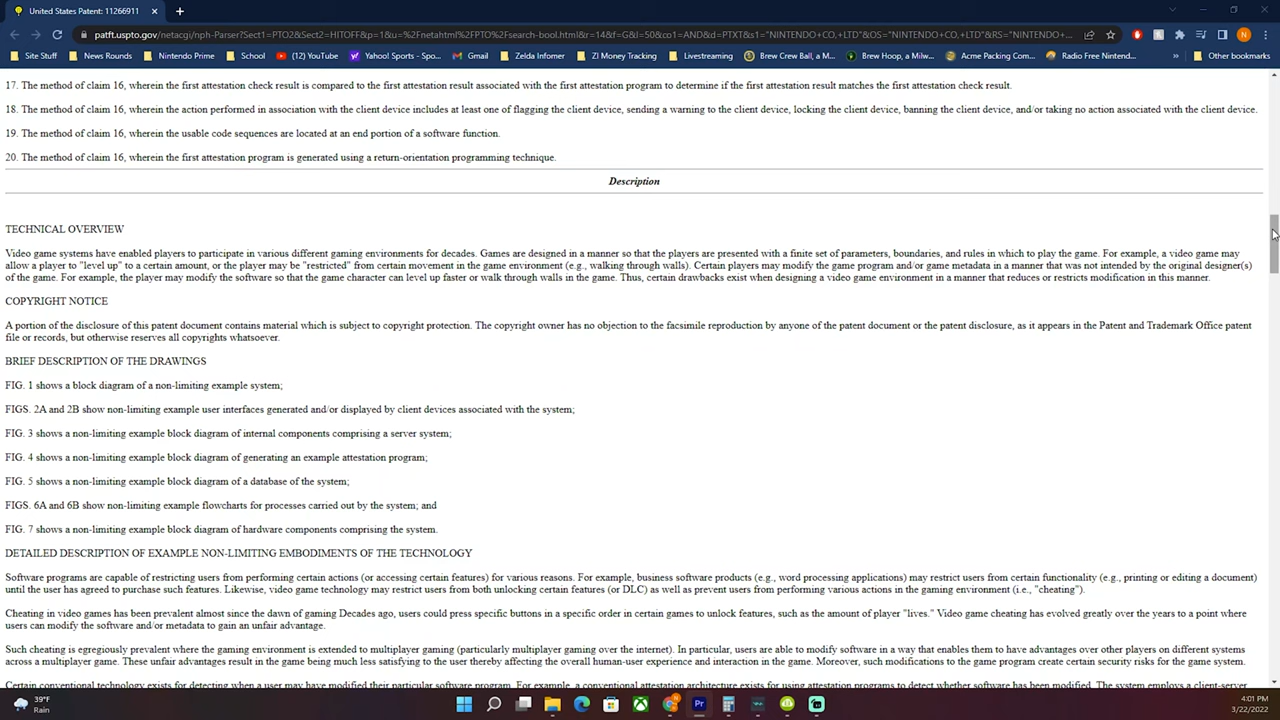 United States Patent: 11266911
patft.uspto.gov/netacgi/nph-Parser?Sect1=PTO2&Sect2=HITOFF&p=1&u=%2Fnetahtml%2FPTO%2Fsearch-bool.html&r=14&f=G&l=50&co1=AND&d=PTXT&s1="NINTENDO+CO,+LTD"&OS="NINTENDO+CO,+LTD"&RS="NINTENDO+...
Site Stuff News Rounds Nintendo Prime School (12) YouTube Yahoo! Sports - Spo... Gmail Zelda Infomer ZI Money Tracking Livestreaming Brew Crew Ball, a M... Brew Hoop, a Milw... Acme Packing Com... Radio Free Nintend... » Other bookmarks
17. The method of claim 16, wherein the first attestation check result is compared to the first attestation result associated with the first attestation program to determine if the first attestation result matches the first attestation check result.
18. The method of claim 16, wherein the action performed in association with the client device includes at least one of flagging the client device, sending a warning to the client device, locking the client device, banning the client device, and/or taking no action associated with the client device.
19. The method of claim 16, wherein the usable code sequences are located at an end portion of a software function.
20. The method of claim 16, wherein the first attestation program is generated using a return-orientation programming technique.
Description
TECHNICAL OVERVIEW
Video game systems have enabled players to participate in various different gaming environments for decades. Games are designed in a manner so that the players are presented with a finite set of parameters, boundaries, and rules in which to play the game. For example, a video game may
allow a player to "level up" to a certain amount, or the player may be "restricted" from certain movement in the game environment (e.g., walking through walls). Certain players may modify the game program and/or game metadata in a manner that was not intended by the original designer(s)
of the game. For example, the player may modify the software so that the game character can level up faster or walk through walls in the game. Thus, certain drawbacks exist when designing a video game environment in a manner that reduces or restricts modification in this manner.
COPYRIGHT NOTICE
A portion of the disclosure of this patent document contains material which is subject to copyright protection. The copyright owner has no objection to the facsimile reproduction by anyone of the patent document or the patent disclosure, as it appears in the Patent and Trademark Office patent
file or records, but otherwise reserves all copyrights whatsoever.
BRIEF DESCRIPTION OF THE DRAWINGS
FIG. 1 shows a block diagram of a non-limiting example system;
FIGS. 2A and 2B show non-limiting example user interfaces generated and/or displayed by client devices associated with the system;
FIG. 3 shows a non-limiting example block diagram of internal components comprising a server system;
FIG. 4 shows a non-limiting example block diagram of generating an example attestation program;
FIG. 5 shows a non-limiting example block diagram of a database of the system;
FIGS. 6A and 6B show non-limiting example flowcharts for processes carried out by the system; and
FIG. 7 shows a non-limiting example block diagram of hardware components comprising the system.
DETAILED DESCRIPTION OF EXAMPLE NON-LIMITING EMBODIMENTS OF THE TECHNOLOGY
Software programs are capable of restricting users from performing certain actions (or accessing certain features) for various reasons. For example, business software products (e.g., word processing applications) may restrict users from certain functionality (e.g., printing or editing a document)
until the user has agreed to purchase such features. Likewise, video game technology may restrict users from both unlocking certain features (or DLC) as well as prevent users from performing various actions in the gaming environment (i.e., "cheating").
Cheating in video games has been prevalent almost since the dawn of gaming Decades ago, users could press specific buttons in a specific order in certain games to unlock features, such as the amount of player "lives." Video game cheating has evolved greatly over the years to a point where
users can modify the software and/or metadata to gain an unfair advantage.
Such cheating is egregiously prevalent where the gaming environment is extended to multiplayer gaming (particularly multiplayer gaming over the internet). In particular, users are able to modify software in a way that enables them to have advantages over other players on different systems
across a multiplayer game. These unfair advantages result in the game being much less satisfying to the user thereby affecting the overall human-user experience and interaction in the game. Moreover, such modifications to the game program create certain security risks for the game system.
Certain conventional technology exists for detecting when a user may have modified their particular software program. For example, a conventional attestation architecture exists for using attestation programs to detect whether software has been modified. The system employs a client-server
39°F
Rain
Pr
4:01 PM
3/22/2022